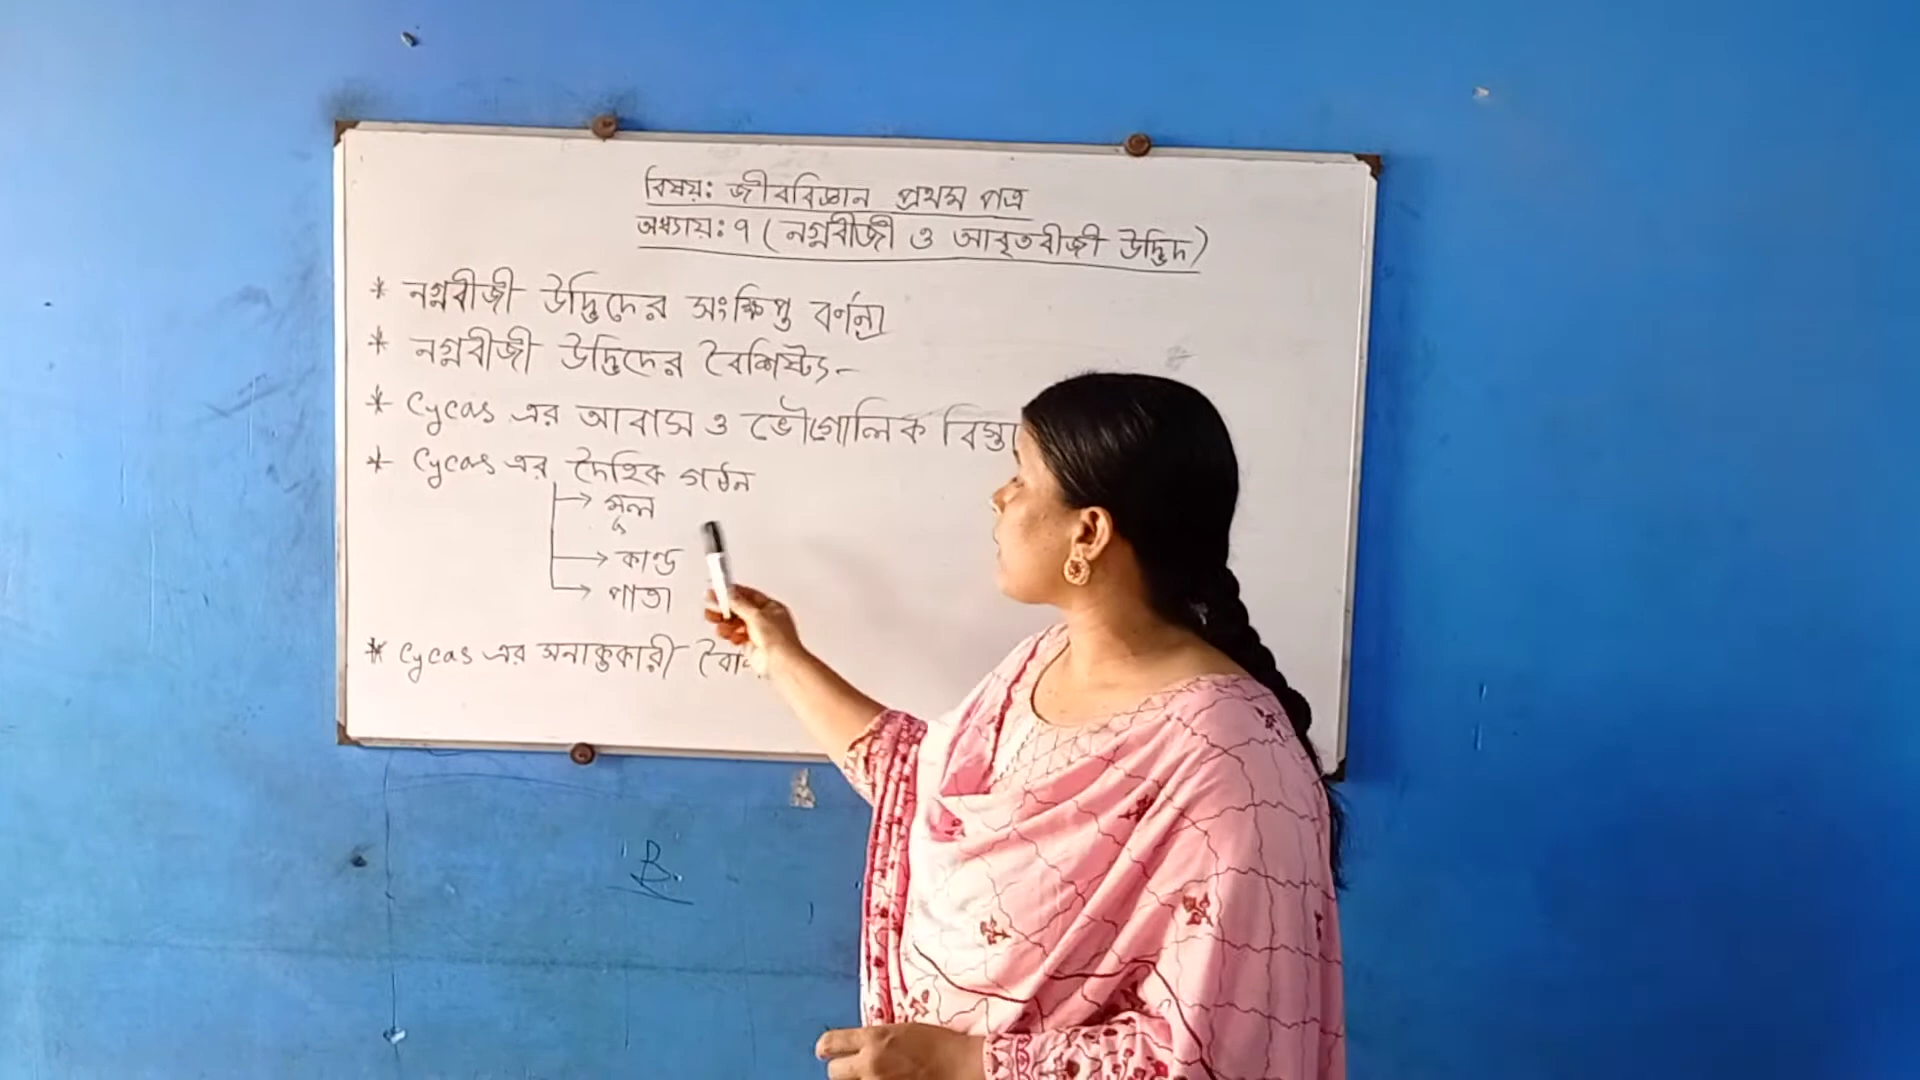 বিষয়: জীববিজ্ঞান প্রথম পত্র
অধ্যায়: ৭ ( নগ্নবীজী ও আবৃতবীজী উদ্ভিদ )
* নগ্নবীজী উদ্ভিদের সংক্ষিপ্ত বর্ণনা
* নগ্নবীজী উদ্ভিদের বৈশিষ্ট্য-
* Cycas এর আবাস ও ভৌগোলিক
* Cycas এর দৈহিক গঠন
→ মূল
→ কাণ্ড
→ পাতা
* Cycas এর সনাক্তকারী
B.